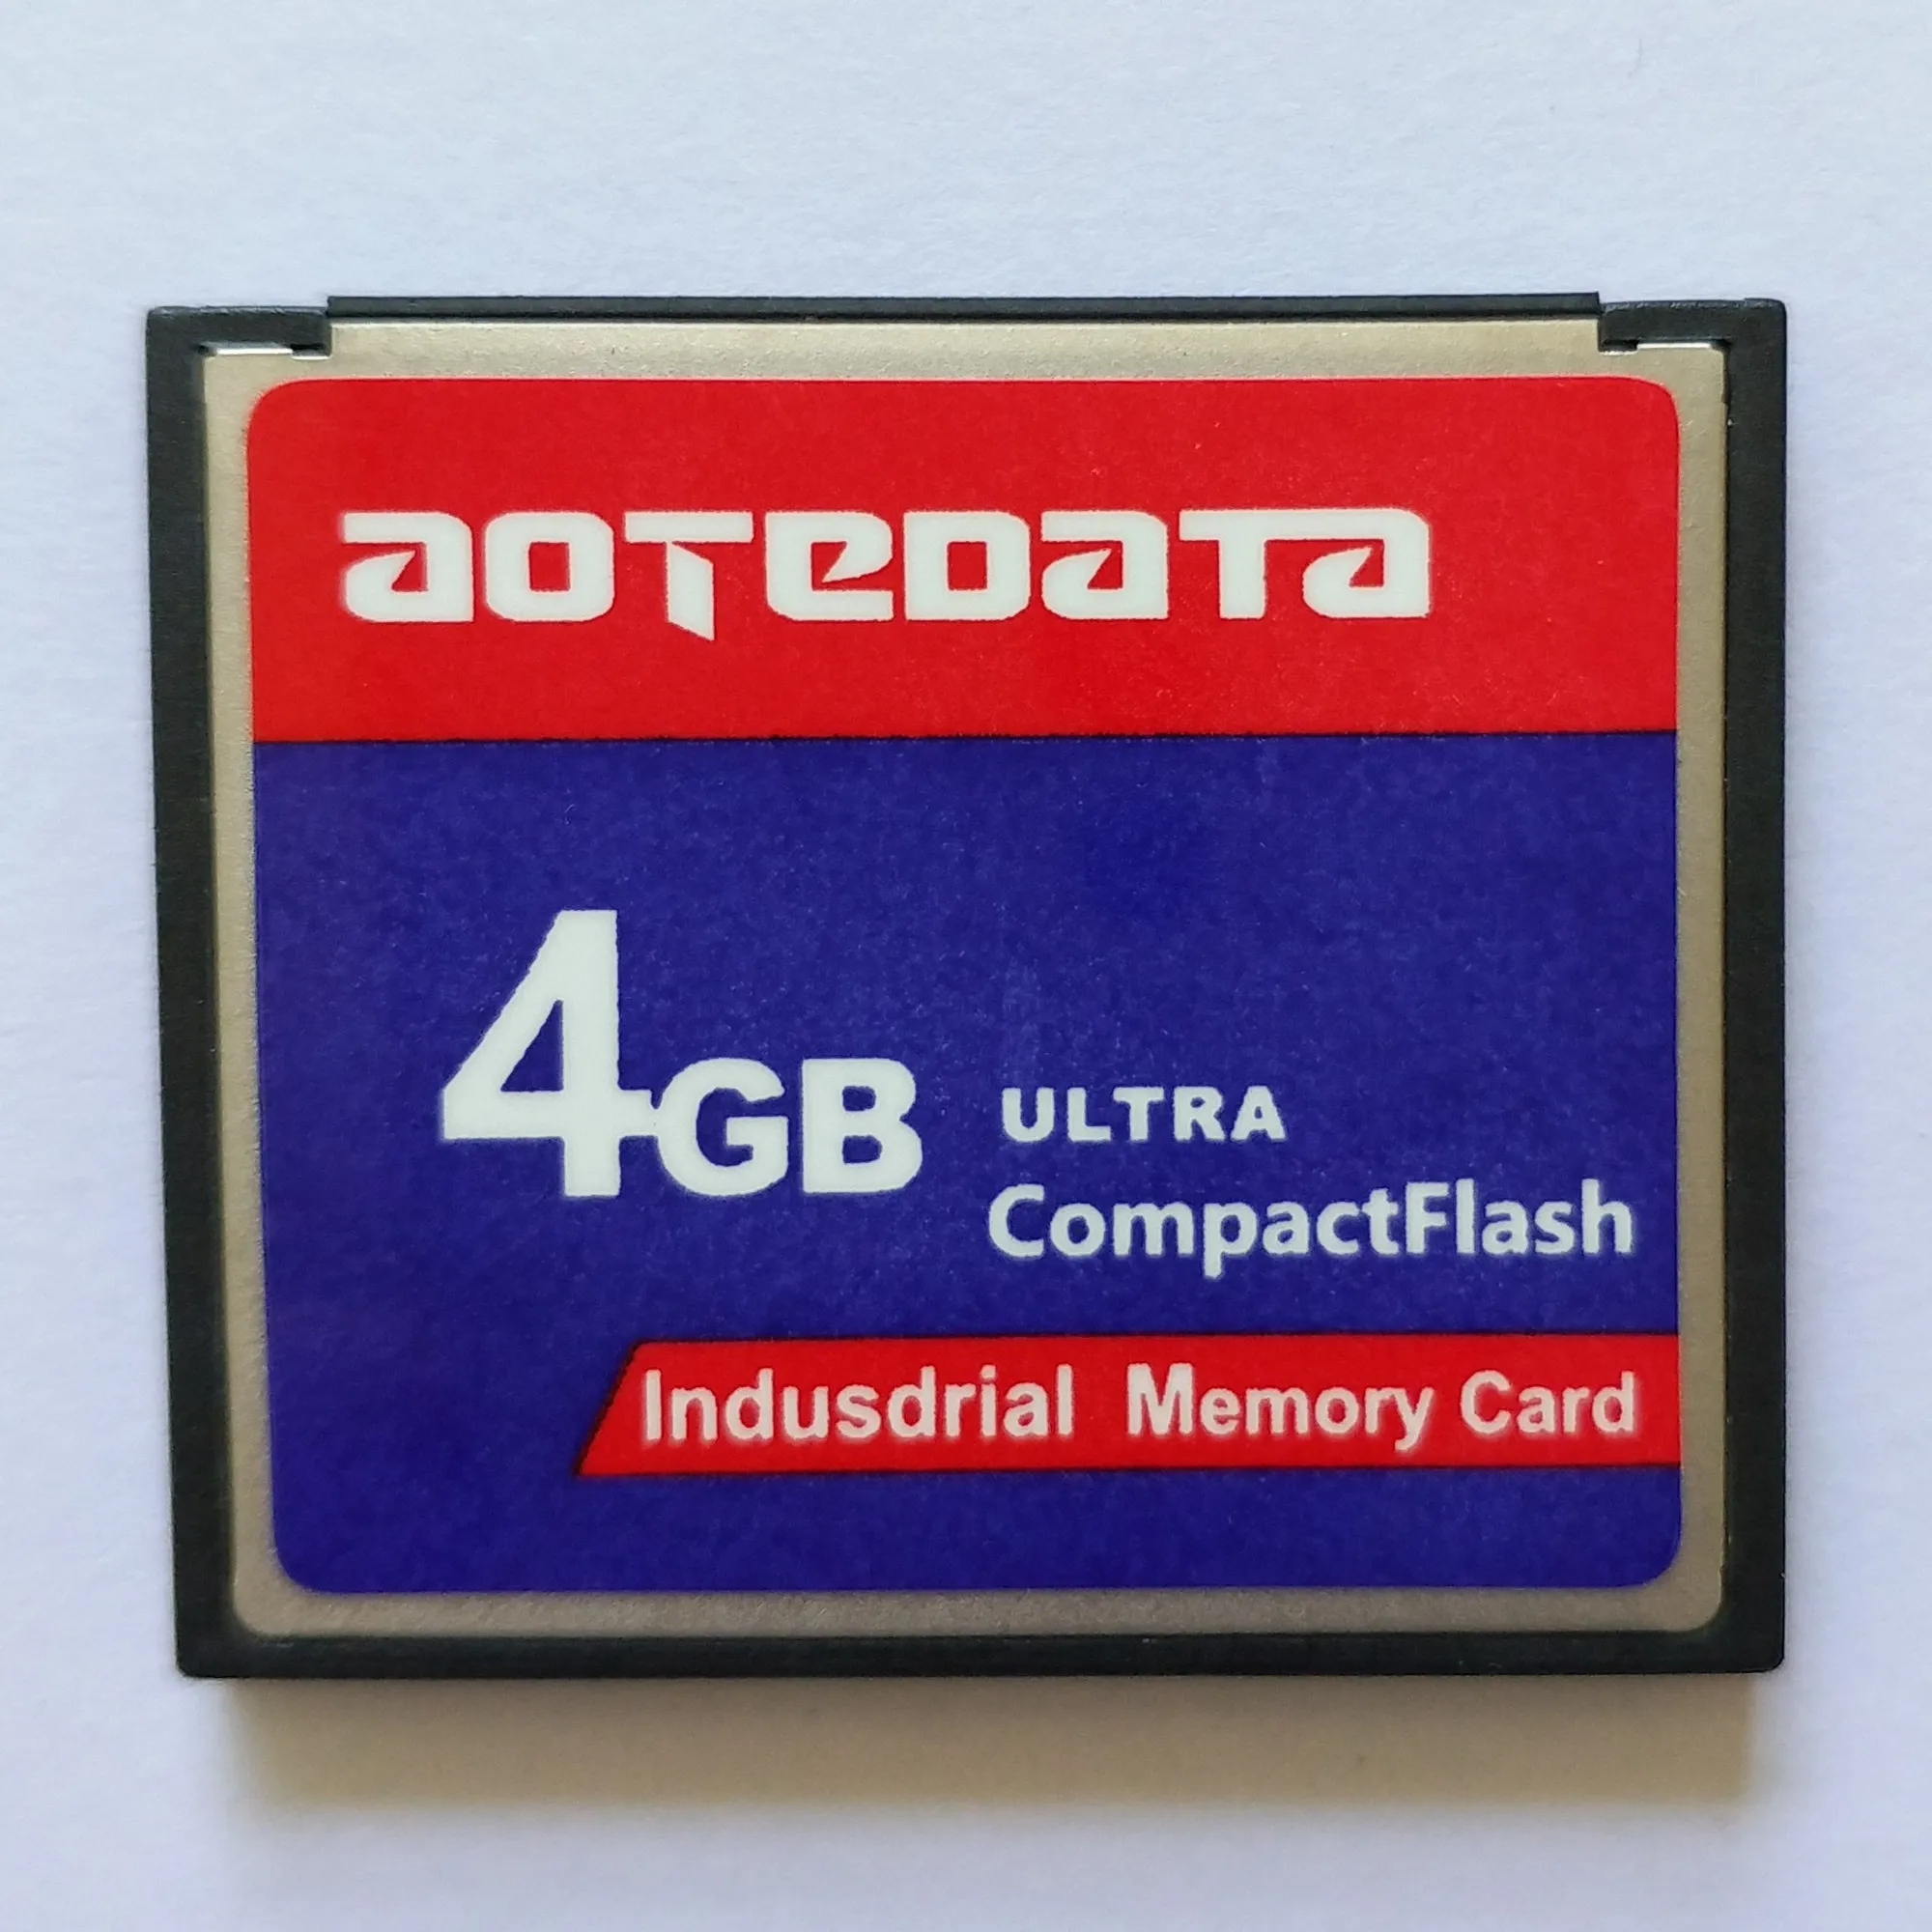 aOTeDaTa
4GB
ULTRA
CompactFlash
Indusdrial Memory Card